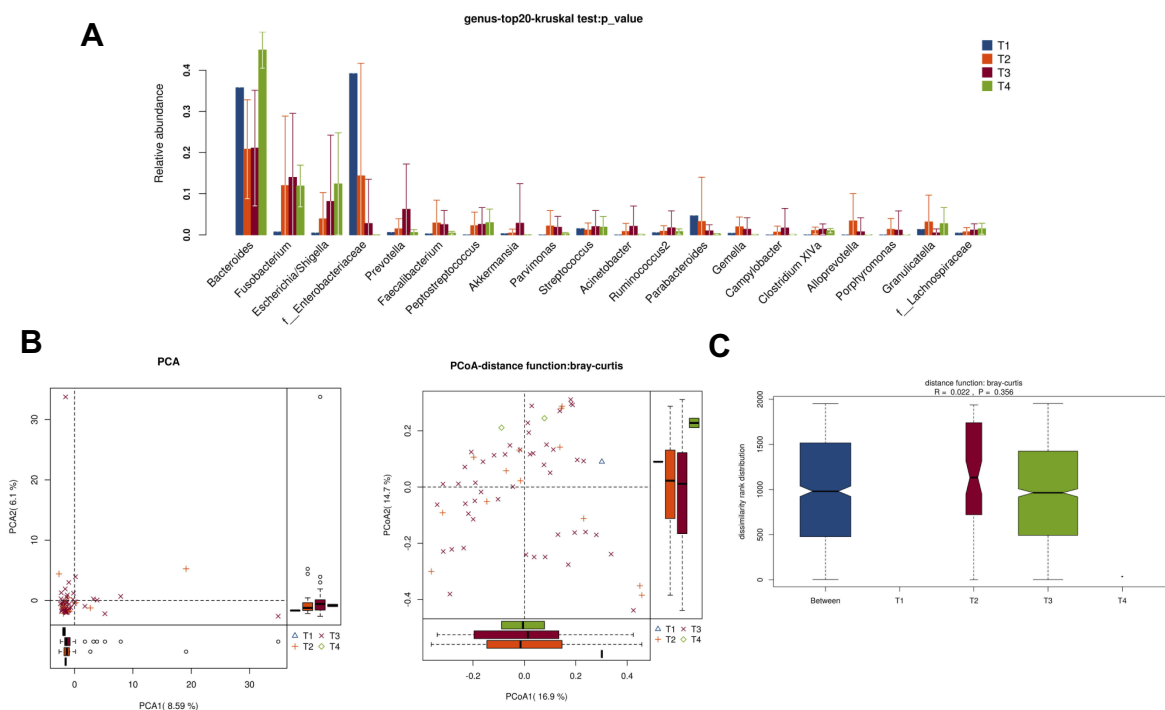 A
genus-top20-kruskal test:p_value
T1
T2
T3
T4
Relative abundance
0.4
0.3
0.2
0.1
0.0
Bacteroides
Fusobacterium
Escherichia/Shigella
f__Enterobacteriaceae
Prevotella
Faecalibacterium
Peptostreptococcus
Akkermansia
Parvimonas
Streptococcus
Acinetobacter
Ruminococcus2
Parabacteroides
Gemella
Campylobacter
Clostridium XlVa
Alloprevotella
Porphyromonas
Granulicatella
f__Lachnospiraceae
B
PCA
PCA2( 6.1 %)
30
20
10
0
T1
T2
T3
T4
0
10
20
30
PCA1( 8.59 %)
PCoA-distance function:bray-curtis
PCoA2( 14.7 %)
0.2
0.0
-0.2
-0.4
T1
T2
T3
T4
-0.2
0.0
0.2
0.4
PCoA1( 16.9 %)
C
distance function: bray-curtis
R = 0.022 , P = 0.356
dissimilarity rank distribution
2000
1500
1000
500
0
Between
T1
T2
T3
T4